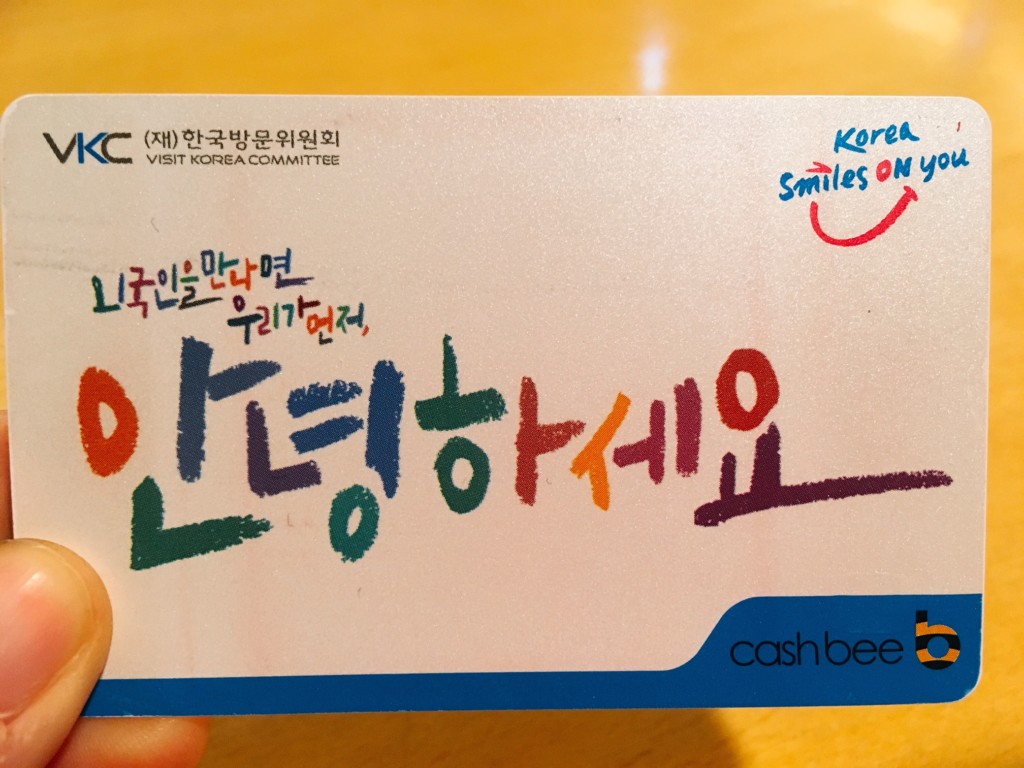 VKC (재)한국방문위원회
VISIT KOREA COMMITTEE
Korea
Smiles ON you
외국인을 만나면
우리가 먼저,
안녕하세요
cashbee b